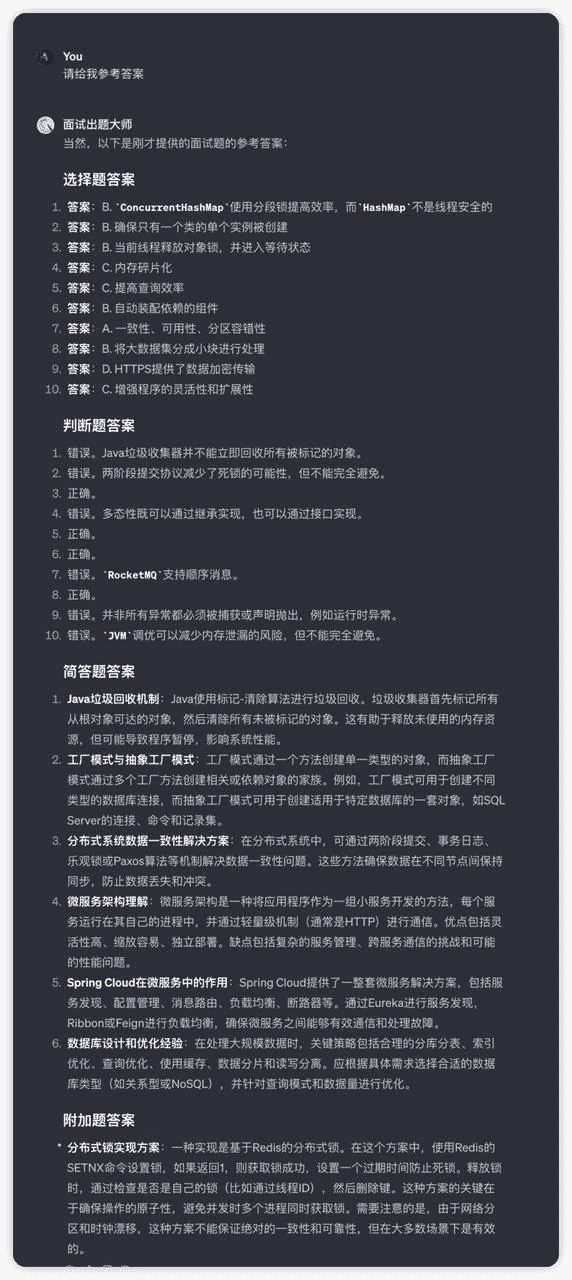 You
请给我参考答案
面试出题大师
当然，以下是刚才提供的面试题的参考答案：
选择题答案
1. 答案：B. `ConcurrentHashMap`使用分段锁提高效率，而`HashMap`不是线程安全的
2. 答案：B. 确保只有一个类的单个实例被创建
3. 答案：B. 当前线程释放对象锁，并进入等待状态
4. 答案：C. 内存碎片化
5. 答案：C. 提高查询效率
6. 答案：B. 自动装配依赖的组件
7. 答案：A. 一致性、可用性、分区容错性
8. 答案：B. 将大数据集分成小块进行处理
9. 答案：D. HTTPS提供了数据加密传输
10. 答案：C. 增强程序的灵活性和扩展性
判断题答案
1. 错误。Java垃圾收集器并不能立即回收所有被标记的对象。
2. 错误。两阶段提交协议减少了死锁的可能性，但不能完全避免。
3. 正确。
4. 错误。多态性既可以通过继承实现，也可以通过接口实现。
5. 正确。
6. 正确。
7. 错误。`RocketMQ`支持顺序消息。
8. 正确。
9. 错误。并非所有异常都必须被捕获或声明抛出，例如运行时异常。
10. 错误。`JVM`调优可以减少内存泄漏的风险，但不能完全避免。
简答题答案
1. Java垃圾回收机制：Java使用标记-清除算法进行垃圾回收。垃圾收集器首先标记所有
从根对象可达的对象，然后清除所有未被标记的对象。这有助于释放未使用的内存资
源，但可能导致程序暂停，影响系统性能。
2. 工厂模式与抽象工厂模式：工厂模式通过一个方法创建单一类型的对象，而抽象工厂
模式通过多个工厂方法创建相关或依赖对象的家族。例如，工厂模式可用于创建不同
类型的数据库连接，而抽象工厂模式可用于创建适用于特定数据库的一套对象，如SQL
Server的连接、命令和记录集。
3. 分布式系统数据一致性解决方案：在分布式系统中，可通过两阶段提交、事务日志、
乐观锁或Paxos算法等机制解决数据一致性问题。这些方法确保数据在不同节点间保持
同步，防止数据丢失和冲突。
4. 微服务架构理解：微服务架构是一种将应用程序作为一组小服务开发的方法，每个服
务运行在其自己的进程中，并通过轻量级机制（通常是HTTP）进行通信。优点包括灵
活性高、缩放容易、独立部署。缺点包括复杂的服务管理、跨服务通信的挑战和可能
的性能问题。
5. Spring Cloud在微服务中的作用：Spring Cloud提供了一整套微服务解决方案，包括服
务发现、配置管理、消息路由、负载均衡、断路器等。通过Eureka进行服务发现，
Ribbon或Feign进行负载均衡，确保微服务之间能够有效通信和处理故障。
6. 数据库设计和优化经验：在处理大规模数据时，关键策略包括合理的分库分表、索引
优化、查询优化、使用缓存、数据分片和读写分离。应根据具体需求选择合适的数据
库类型（如关系型或NoSQL），并针对查询模式和数据量进行优化。
附加题答案
• 分布式锁实现方案：一种实现是基于Redis的分布式锁。在这个方案中，使用Redis的
SETNX命令设置锁，如果返回1，则获取锁成功，设置一个过期时间防止死锁。释放锁
时，通过检查是否是自己的锁（比如通过线程ID），然后删除键。这种方案的关键在
于确保操作的原子性，避免并发时多个进程同时获取锁。需要注意的是，由于网络分
区和时钟漂移，这种方案不能保证绝对的一致性和可靠性，但在大多数场景下是有效
的。